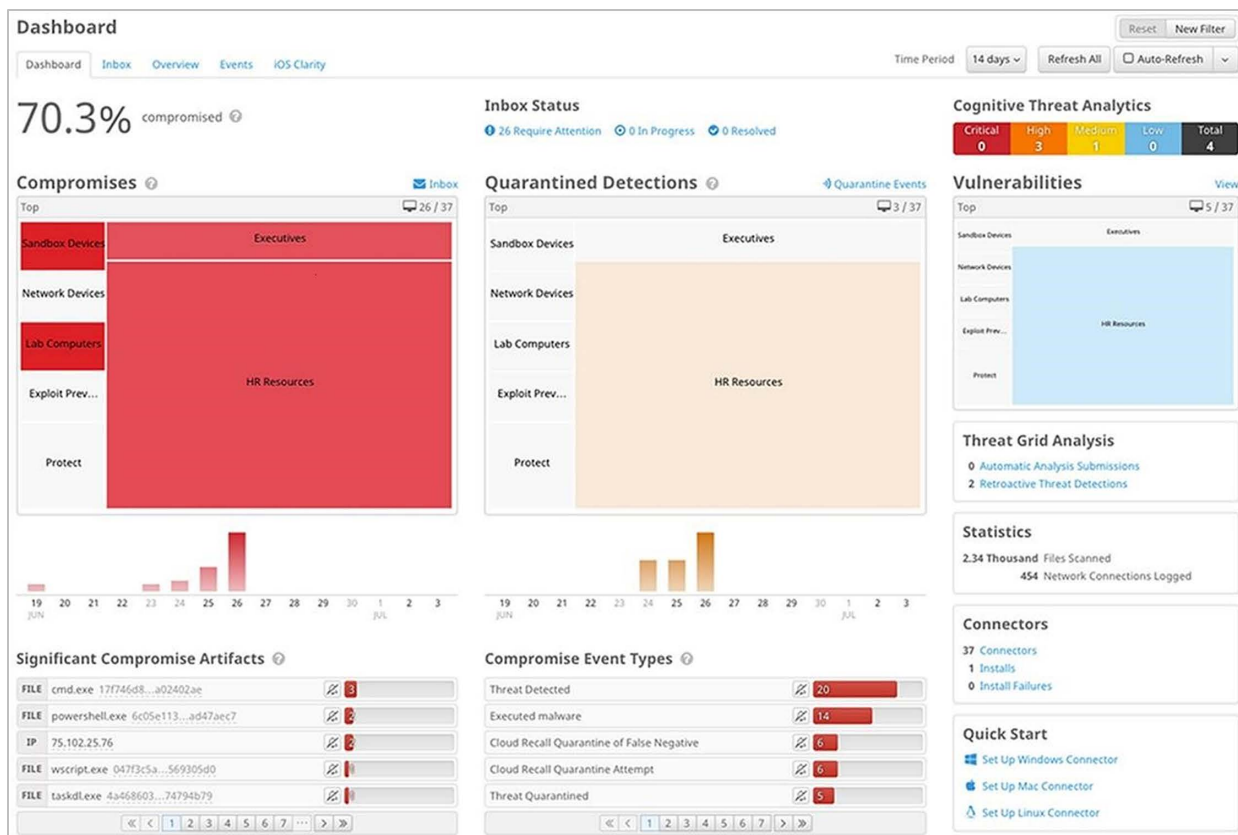 Dashboard
Reset New Filter
Dashboard Inbox Overview Events iOS Clarity
Time Period 14 days Refresh All Auto-Refresh
70.3% compromised
Inbox Status
26 Require Attention 0 In Progress 0 Resolved
Cognitive Threat Analytics
Critical High Medium Low Total
0 3 1 0 4
Compromises Inbox
Top 26 / 37
Sandbox Devices
Executives
Network Devices
Lab Computers
HR Resources
Exploit Prev...
Protect
19 20 21 22 23 24 25 26 27 28 29 30 1 2 3
JUN JUL
Quarantined Detections Quarantine Events
Top 3 / 37
Sandbox Devices
Executives
Network Devices
Lab Computers
HR Resources
Exploit Prev...
Protect
19 20 21 22 23 24 25 26 27 28 29 30 1 2 3
JUN JUL
Vulnerabilities View
Top 5 / 37
Sandbox Devices
Executives
Network Devices
Lab Computers
HR Resources
Exploit Prev...
Protect
Threat Grid Analysis
0 Automatic Analysis Submissions
2 Retroactive Threat Detections
Statistics
2.34 Thousand Files Scanned
454 Network Connections Logged
Connectors
37 Connectors
1 Installs
0 Install Failures
Quick Start
Set Up Windows Connector
Set Up Mac Connector
Set Up Linux Connector
Significant Compromise Artifacts
FILE cmd.exe 17f746d8...a02402ae 3
FILE powershell.exe 6c05e113...ad47aec7 2
IP 75.102.25.76 2
FILE wscript.exe 047f3c5a...569305d0
FILE taskdl.exe 4a468603...74794b79
1 2 3 4 5 6 7 ...
Compromise Event Types
Threat Detected 20
Executed malware 14
Cloud Recall Quarantine of False Negative 6
Cloud Recall Quarantine Attempt 6
Threat Quarantined 5
1 2 3 4 5 6 7